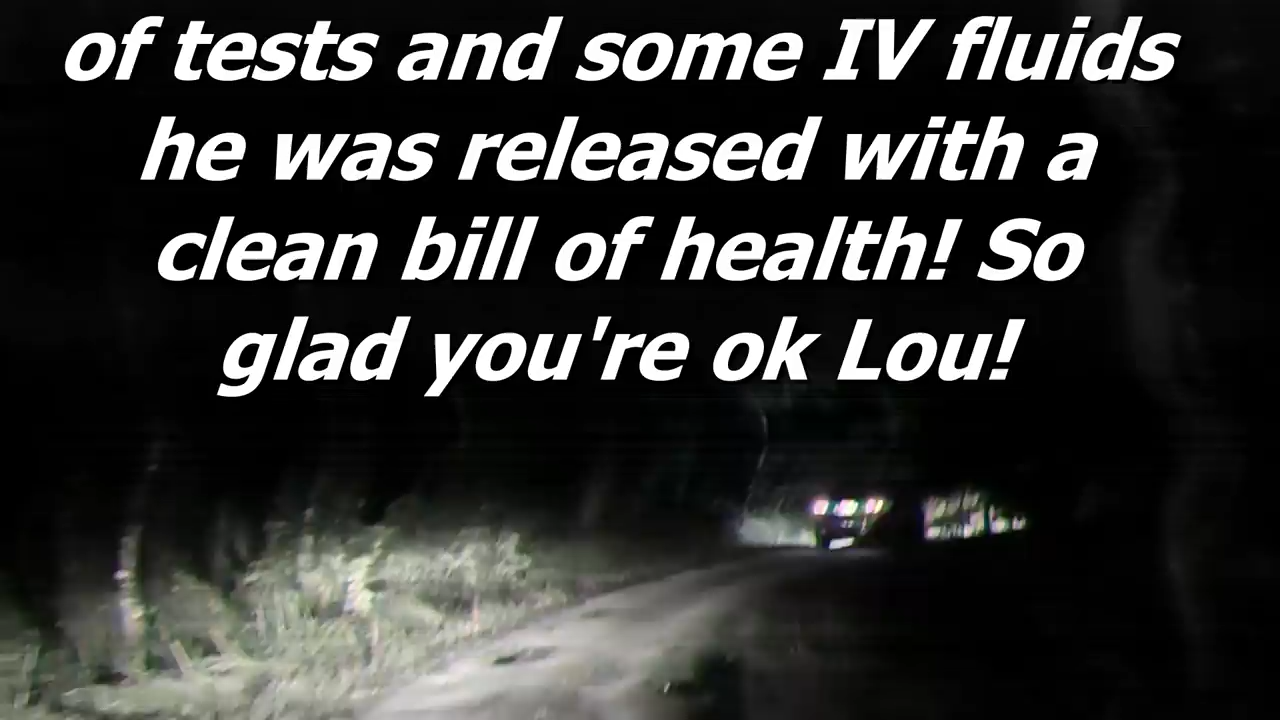 of tests and some IV fluids
he was released with a
clean bill of health! So
glad you're ok Lou!